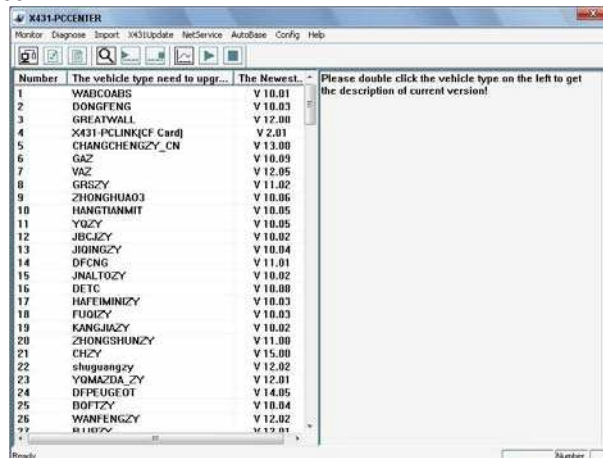 X431-PCCENTER
Monitor Diagnose Import X431Update NetService AutoBase Config Help
Number The vehicle type need to upgr... The Newest..
1 WABCOABS V 10.01
2 DONGFENG V 10.03
3 GREATWALL V 12.00
4 X431-PCLINK(CF Card) V 2.01
5 CHANGCHENGZY_CN V 13.00
6 GAZ V 10.09
7 VAZ V 12.05
8 GRSZY V 11.02
9 ZHONGHUAO3 V 10.06
10 HANGTIANMIT V 10.05
11 YQZY V 10.05
12 JBCJZY V 10.02
13 JIQINGZY V 10.04
14 DFCNG V 11.01
15 JNALTOZY V 10.02
16 DETC V 10.00
17 HAFEIMINIZY V 10.03
18 FUQIZY V 10.03
19 KANGJIAZY V 10.02
20 ZHONGSHUNZY V 11.00
21 CHZY V 15.00
22 shuguangzy V 12.02
23 YQMAZDA_ZY V 12.01
24 DFPEUGEOT V 14.05
25 BQFTZY V 10.04
26 WANFENGZY V 12.02
27 V 12.01
Please double click the vehicle type on the left to get
the description of current version!
Ready
Number